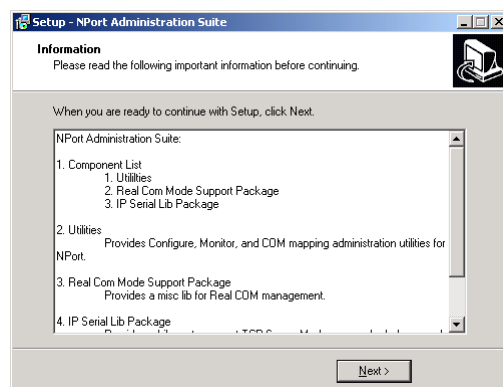 Setup - NPort Administration Suite
Information
Please read the following important information before continuing.
When you are ready to continue with Setup, click Next.
NPort Administration Suite:
1. Component List
1. Utililties
2. Real Com Mode Support Package
3. IP Serial Lib Package
2. Utilities
Provides Configure, Monitor, and COM mapping administration utilities for
NPort.
3. Real Com Mode Support Package
Provides a misc lib for Real COM management.
4. IP Serial Lib Package
Next >